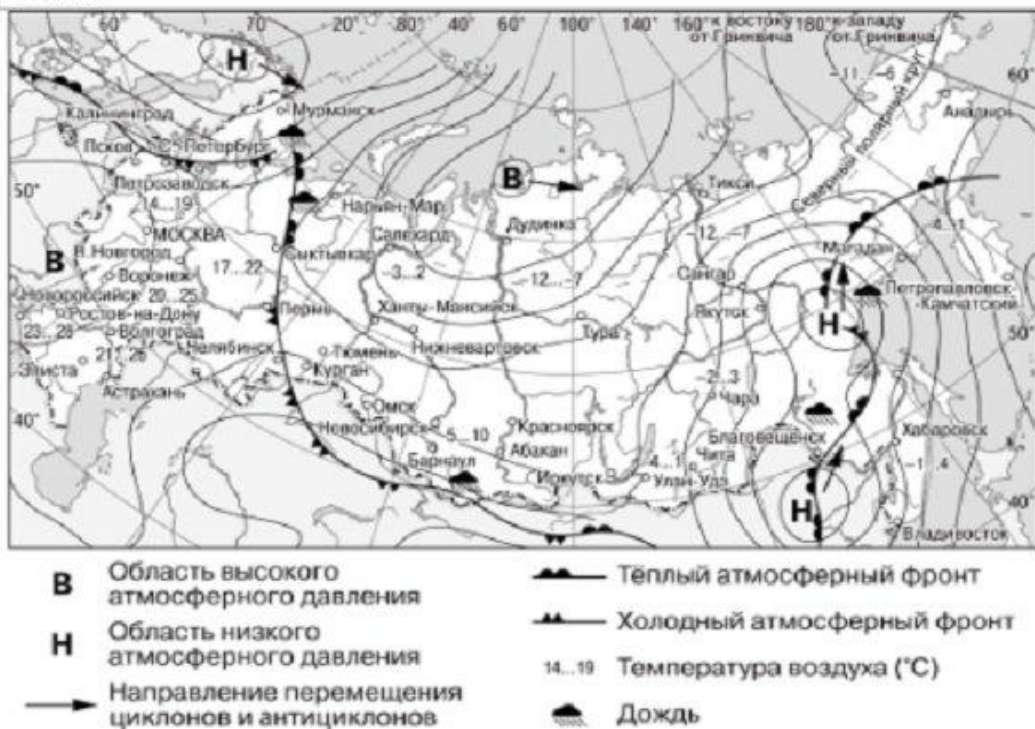 60° 70° 20° 80° 40° 100° 140° 160° к востоку от Гринвича 180° к западу от Гринвича
Н
-11...-6
60°
Северный полярный круг
Анадырь
Калининград
Мурманск
Псков С.-Петербург
50°
Петрозаводск
14...19
В
Тикси
Нарьян-Мар
Дудинка
МОСКВА
Салехард
-12...-7
-4...1
В. Новгород
Сыктывкар
Магадан
В
17...22
-3...2
-12...-7
Сангар
Воронеж
Петропавловск-Камчатский
Новороссийск 20...25
Ростов-на-Дону
Пермь
Ханты-Мансийск
Якутск
Н
23...28
Волгоград
Тура
50°
Челябинск
Нижневартовск
21...26
Тюмень
Элиста
Курган
-2...3
Астрахань
Чара
Омск
40°
Новосибирск
5...10
Красноярск
Благовещенск
Хабаровск
Барнаул
Абакан
-4...1
Чита
-1...4
Иркутск
Улан-Удэ
Н
40°
Владивосток
В Область высокого
атмосферного давления
Н Область низкого
атмосферного давления
Направление перемещения
циклонов и антициклонов
Тёплый атмосферный фронт
Холодный атмосферный фронт
14...19 Температура воздуха (°C)
Дождь